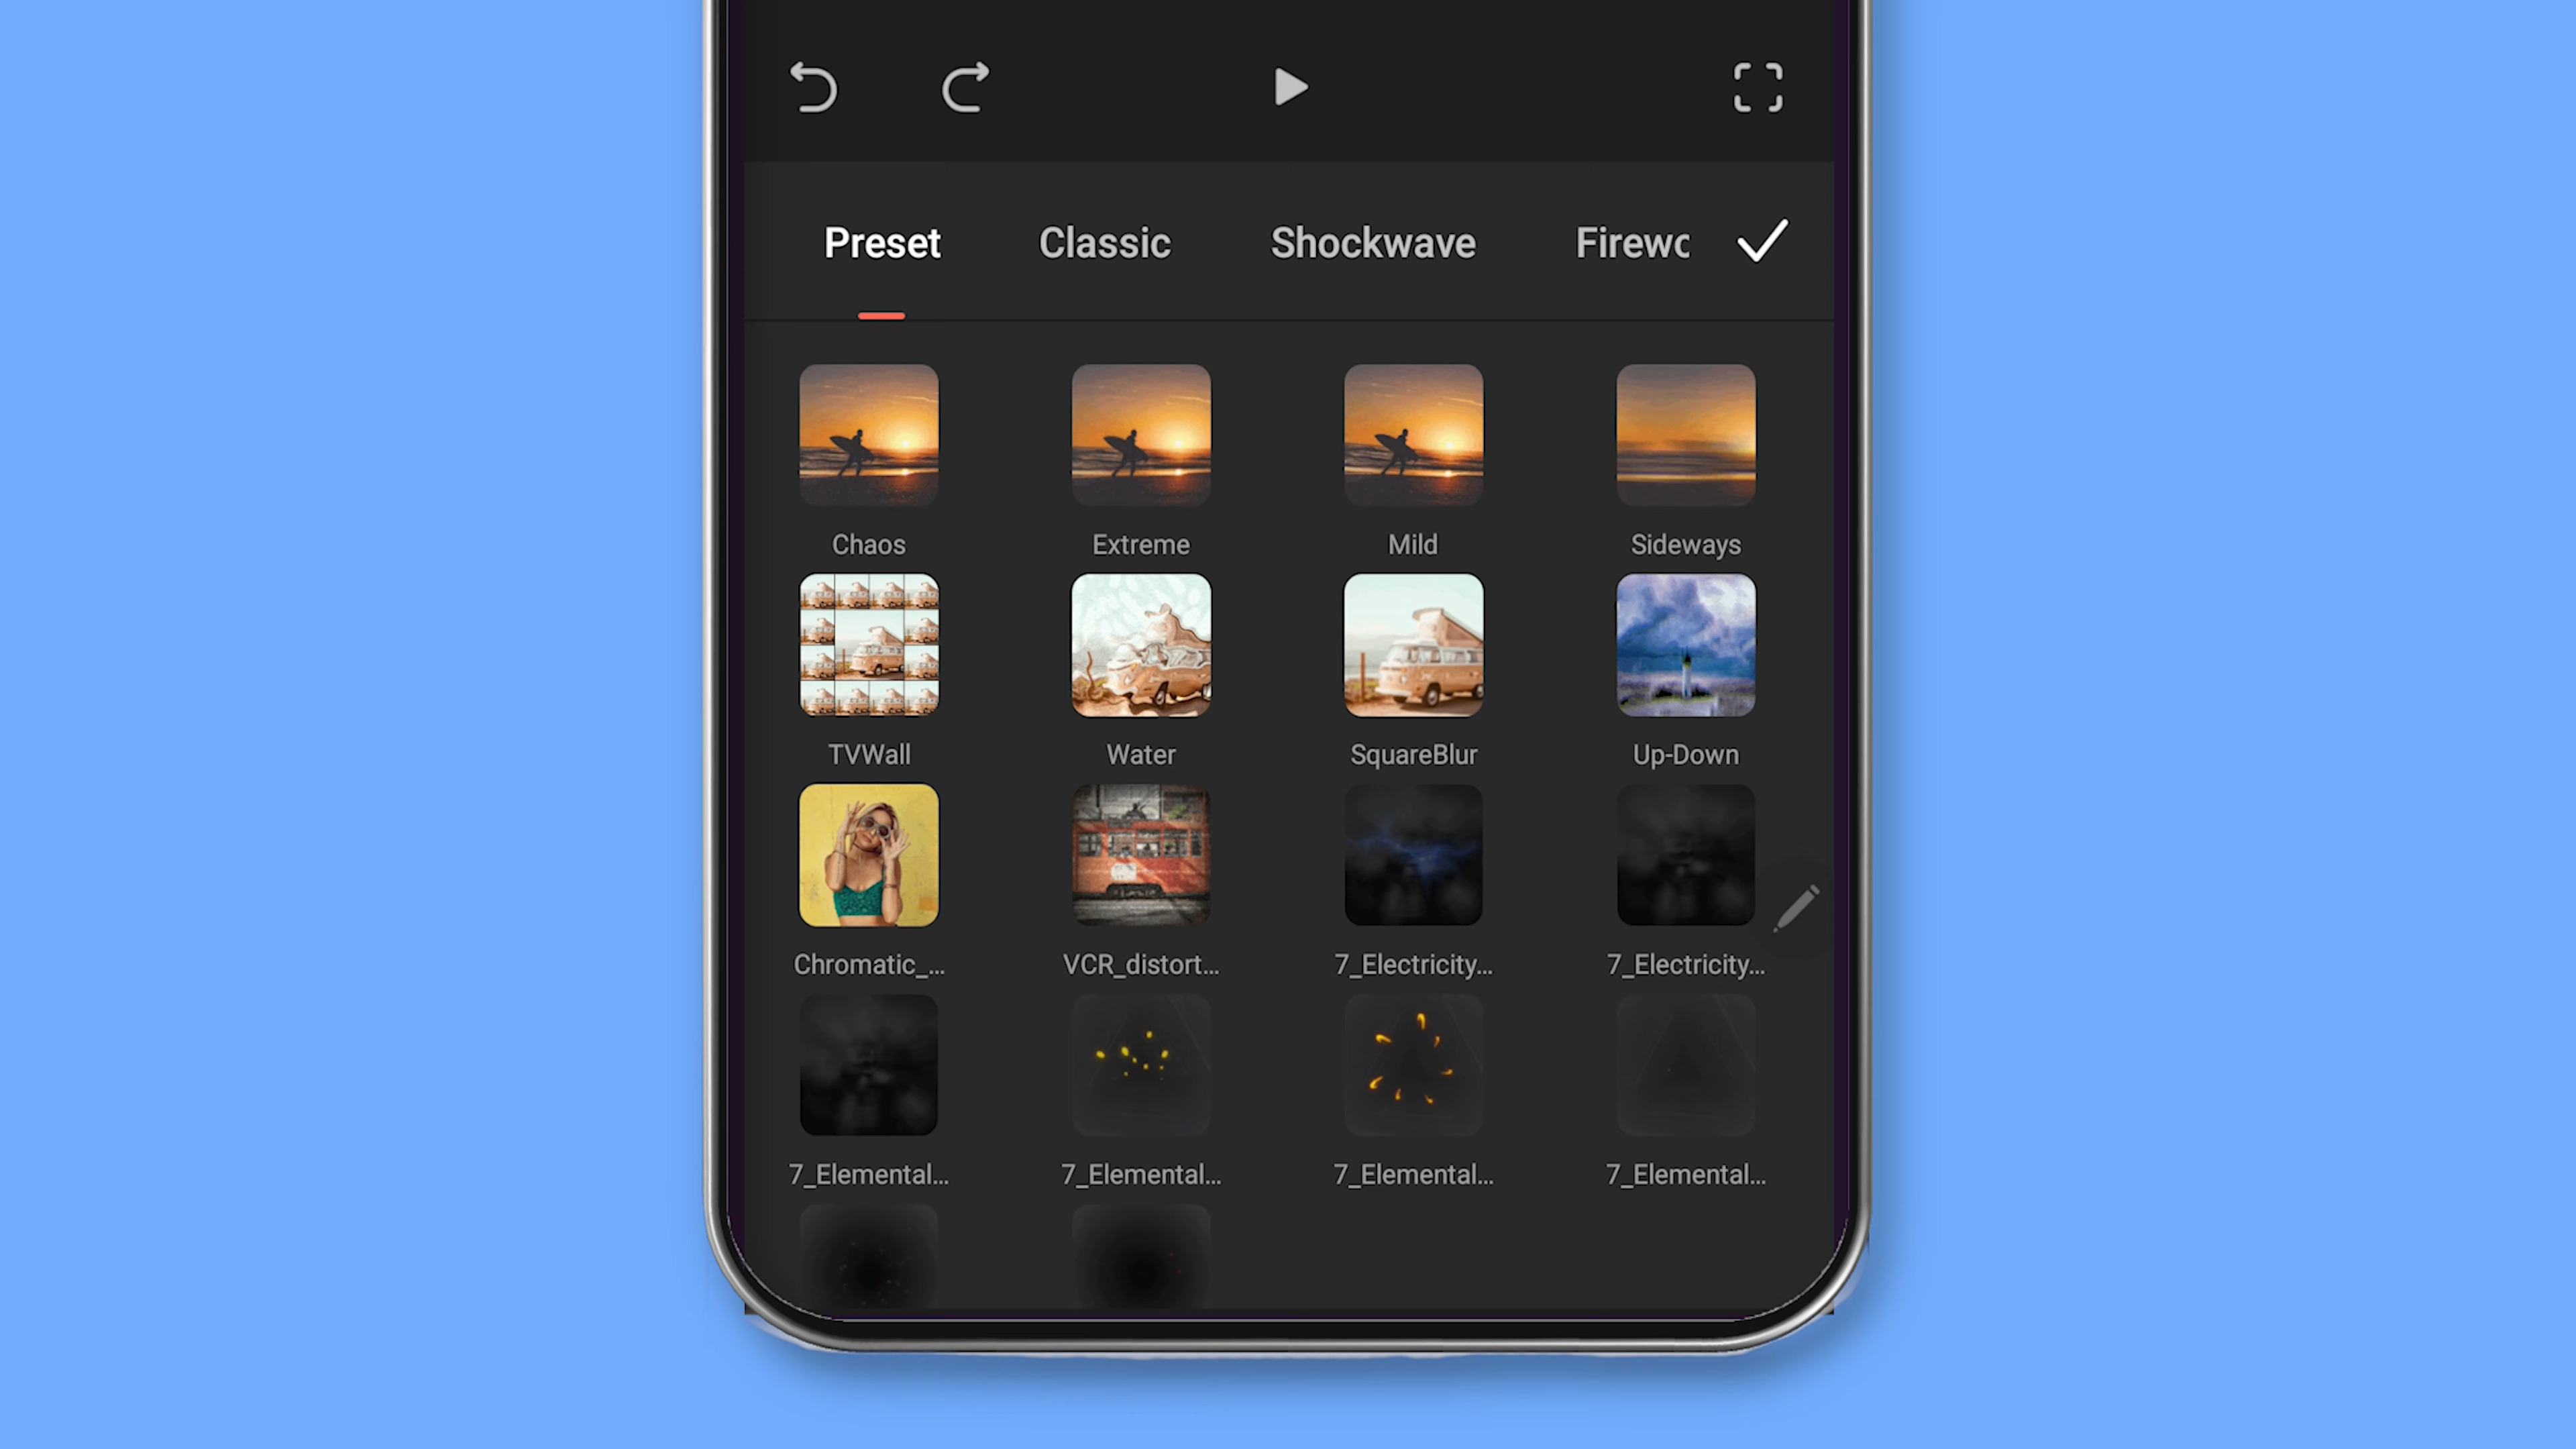 Preset Classic Shockwave Firewc
Chaos Extreme Mild Sideways
TVWall Water SquareBlur Up-Down
Chromatic_... VCR_distort... 7_Electricity... 7_Electricity...
7_Elemental... 7_Elemental... 7_Elemental... 7_Elemental...